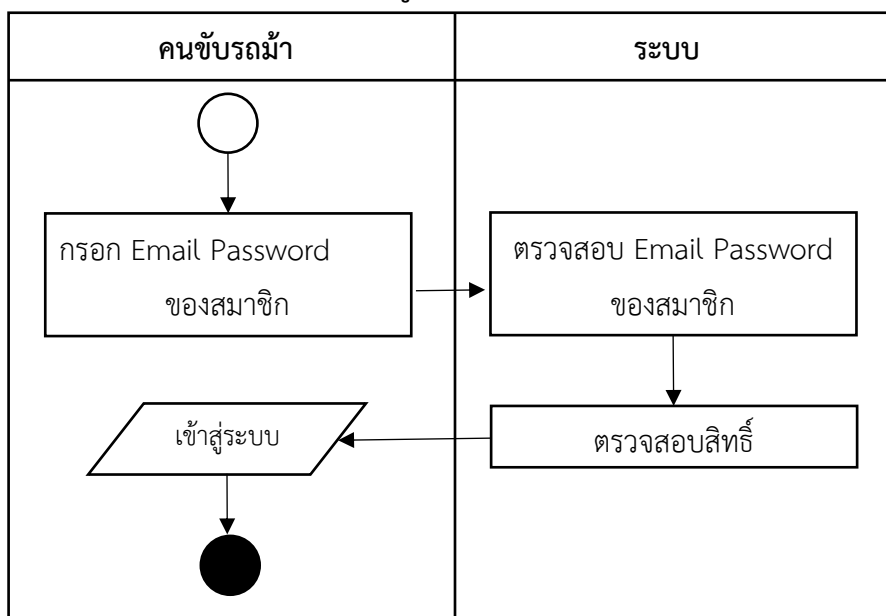 คนขับรถม้า
ระบบ
กรอก Email Password
ของสมาชิก
ตรวจสอบ Email Password
ของสมาชิก
เข้าสู่ระบบ
ตรวจสอบสิทธิ์